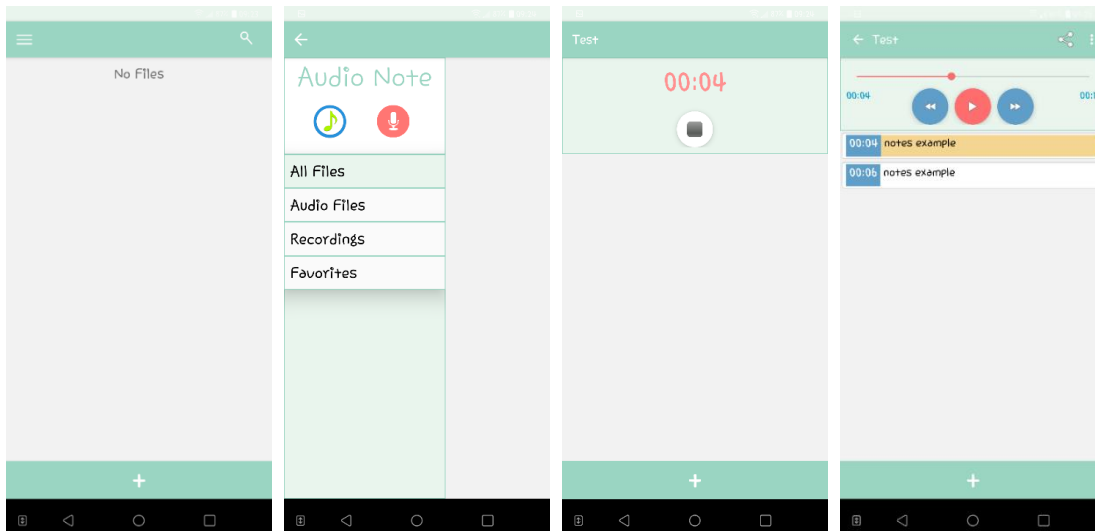 No Files
+
Audio Note
All Files
Audio Files
Recordings
Favorites
Test
00:04
+
Test
00:04
00:04 notes example
00:06 notes example
+